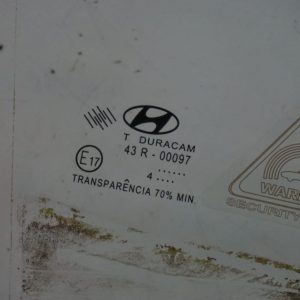 T DURACAM
43 R - 00097
E17
4
TRANSPARÊNCIA 70% MIN.
WAR
SECURITY